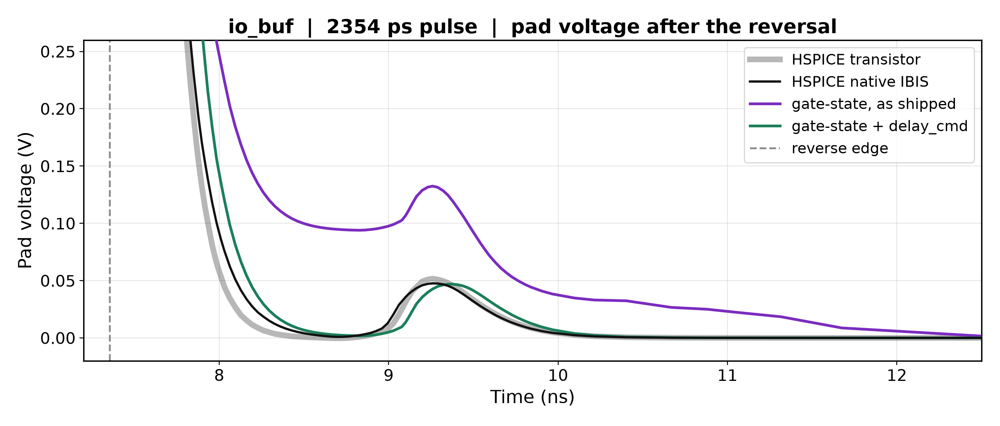 io_buf | 2354 ps pulse | pad voltage after the reversal
Pad voltage (V)
0.25
0.20
0.15
0.10
0.05
0.00
HSPICE transistor
HSPICE native IBIS
gate-state, as shipped
gate-state + delay_cmd
reverse edge
8 9 10 11 12
Time (ns)